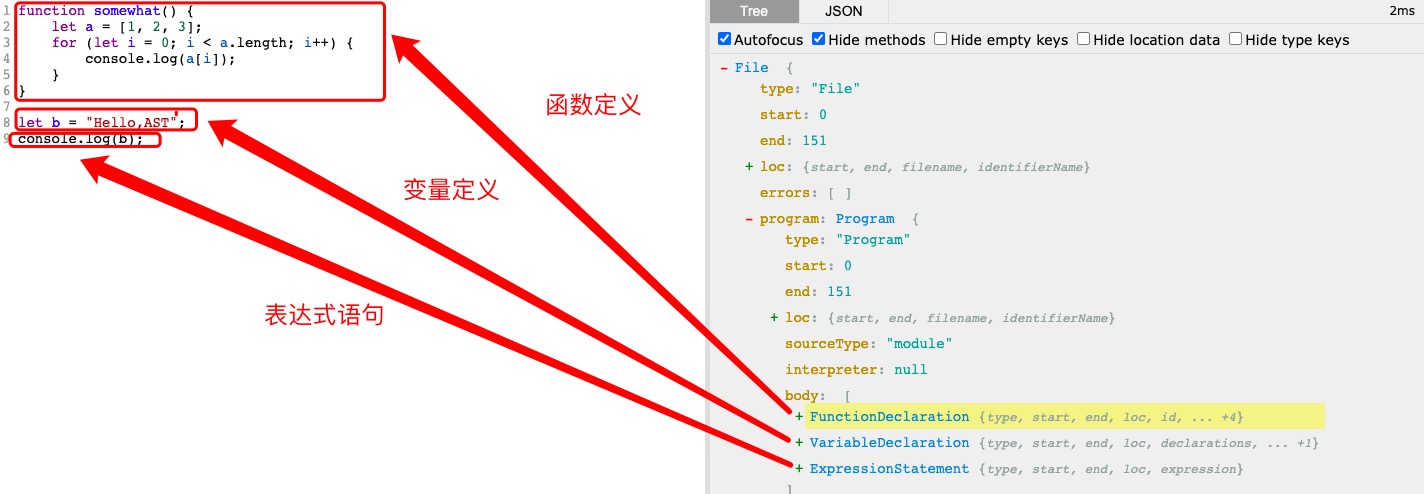 1 function somewhat() {
2     let a = [1, 2, 3];
3     for (let i = 0; i < a.length; i++) {
4         console.log(a[i]);
5     }
6 }
7
8 let b = "Hello,AST";
9 console.log(b);
函数定义
变量定义
表达式语句
Tree JSON 2ms
Autofocus Hide methods Hide empty keys Hide location data Hide type keys
- File {
type: "File"
start: 0
end: 151
+ loc: {start, end, filename, identifierName}
errors: [ ]
- program: Program {
type: "Program"
start: 0
end: 151
+ loc: {start, end, filename, identifierName}
sourceType: "module"
interpreter: null
body: [
+ FunctionDeclaration {type, start, end, loc, id, ... +4}
+ VariableDeclaration {type, start, end, loc, declarations, ... +1}
+ ExpressionStatement {type, start, end, loc, expression}
]